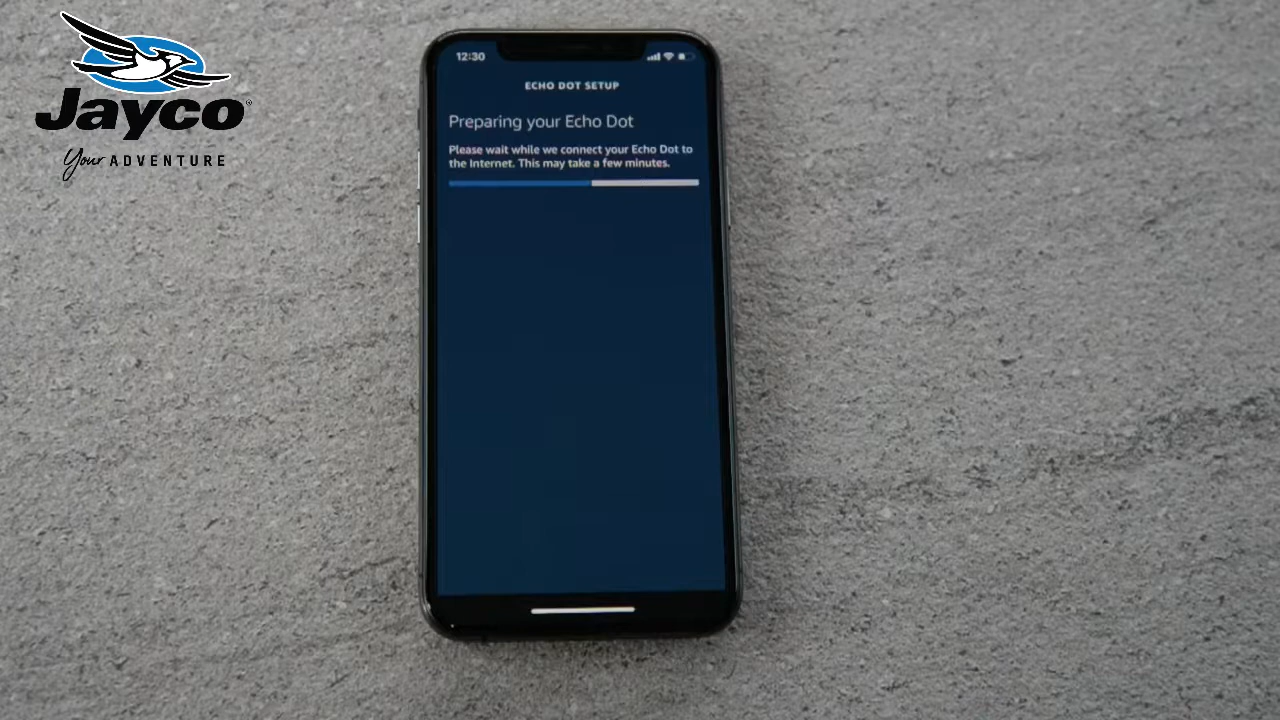 Jayco®
Your ADVENTURE
12:30
ECHO DOT SETUP
Preparing your Echo Dot
Please wait while we connect your Echo Dot to
the Internet. This may take a few minutes.